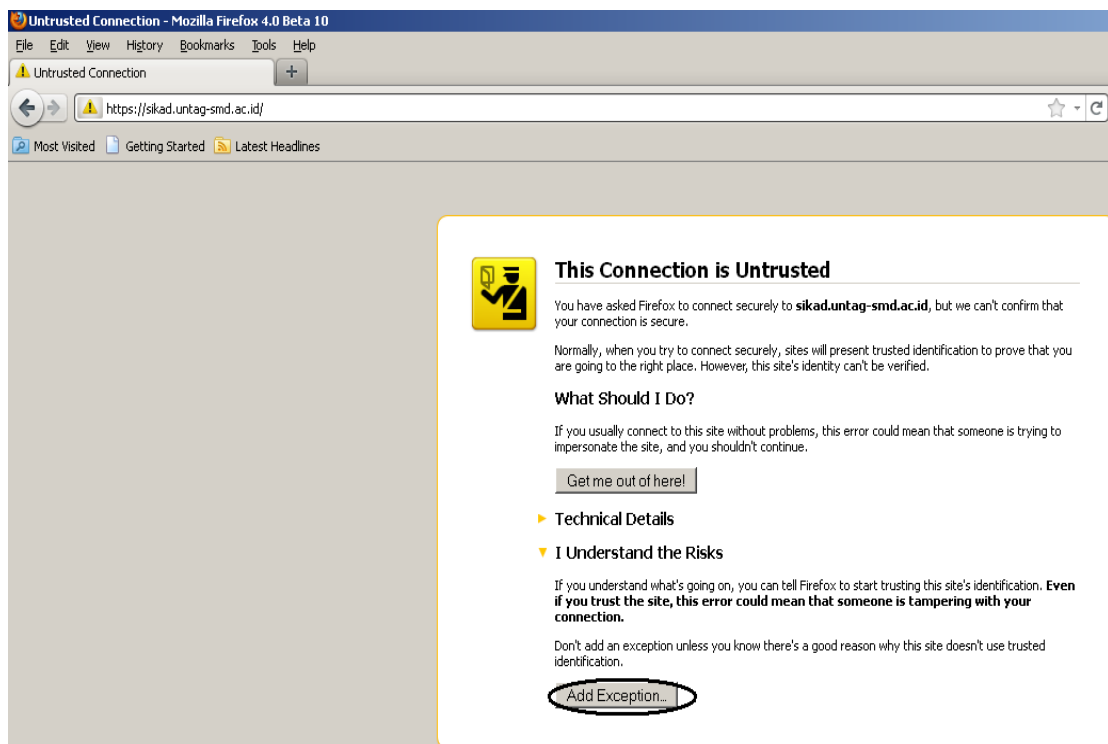 Untrusted Connection - Mozilla Firefox 4.0 Beta 10
File Edit View History Bookmarks Tools Help
Untrusted Connection
https://sikad.untag-smd.ac.id/
Most Visited Getting Started Latest Headlines
This Connection is Untrusted
You have asked Firefox to connect securely to sikad.untag-smd.ac.id, but we can't confirm that
your connection is secure.
Normally, when you try to connect securely, sites will present trusted identification to prove that you
are going to the right place. However, this site's identity can't be verified.
What Should I Do?
If you usually connect to this site without problems, this error could mean that someone is trying to
impersonate the site, and you shouldn't continue.
Get me out of here!
Technical Details
I Understand the Risks
If you understand what's going on, you can tell Firefox to start trusting this site's identification. Even
if you trust the site, this error could mean that someone is tampering with your
connection.
Don't add an exception unless you know there's a good reason why this site doesn't use trusted
identification.
Add Exception...